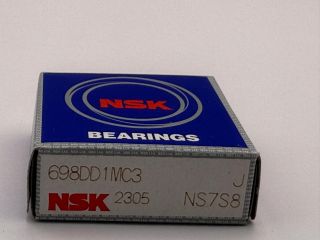 NSK
BEARINGS
698DD1MC3 J
NSK 2305 NS7S8